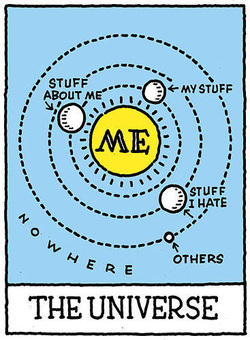 STUFF
ABOUT ME
MY STUFF
ME
STUFF
I HATE
OTHERS
NOWHERE
THE UNIVERSE